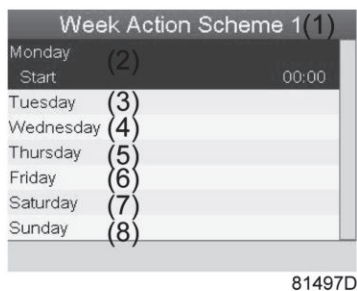 Week Action Scheme 1(1)
Monday (2)
Start 00:00
Tuesday (3)
Wednesday (4)
Thursday (5)
Friday (6)
Saturday (7)
Sunday (8)
81497D